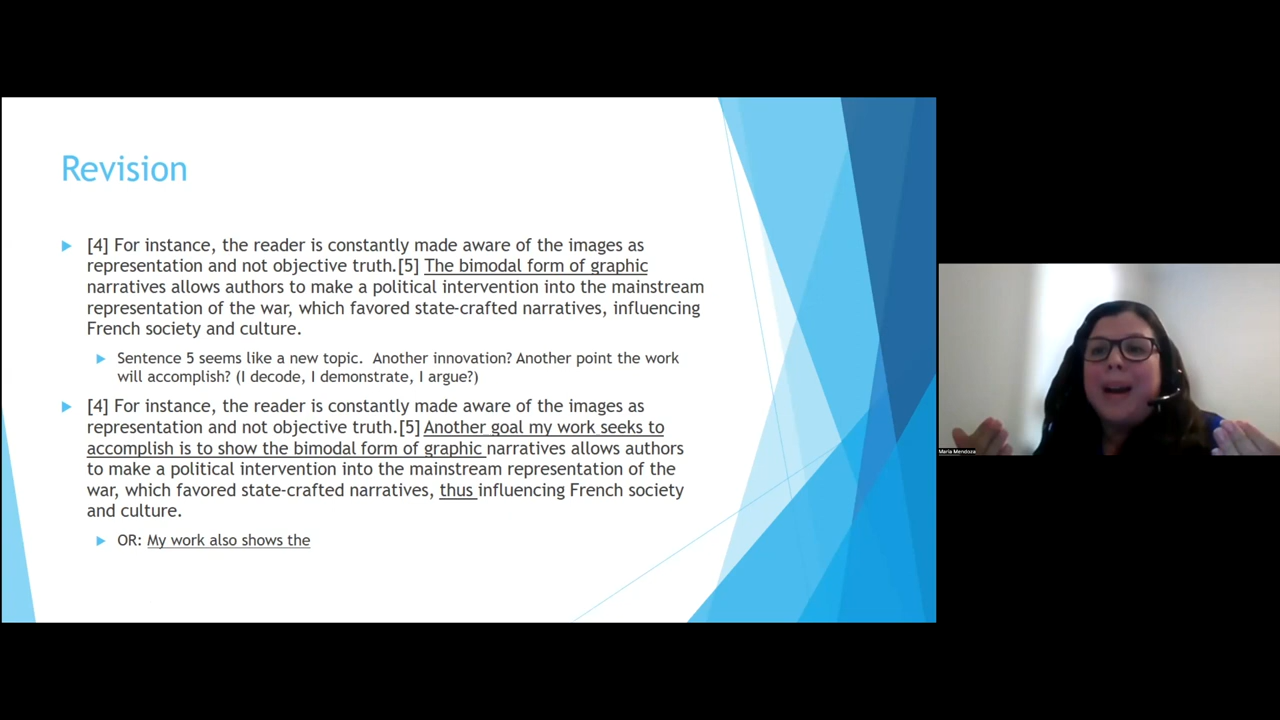 Revision
[4] For instance, the reader is constantly made aware of the images as
representation and not objective truth.[5] The bimodal form of graphic
narratives allows authors to make a political intervention into the mainstream
representation of the war, which favored state-crafted narratives, influencing
French society and culture.
Sentence 5 seems like a new topic. Another innovation? Another point the work
will accomplish? (I decode, I demonstrate, I argue?)
[4] For instance, the reader is constantly made aware of the images as
representation and not objective truth.[5] Another goal my work seeks to
accomplish is to show the bimodal form of graphic narratives allows authors
to make a political intervention into the mainstream representation of the
war, which favored state-crafted narratives, thus influencing French society
and culture.
OR: My work also shows the
Maria Mendoza